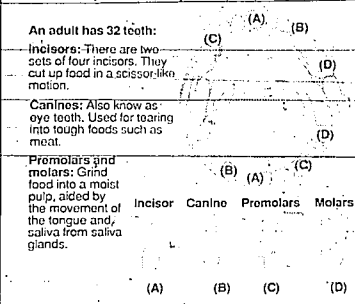 An adult has 32 teeth:
Incisors: There are two
sets of four incisors. They
cut up food in a scissor-like
motion.
Canines: Also know as
eye teeth. Used for tearing
into tough foods such as
meat.
Premolars and
molars: Grind
food into a moist
pulp, aided by
the movement of
the tongue and
saliva from saliva
glands.
(A)
(B)
(C)
(D)
(D)
(B)
(A)
(C)
Incisor Canine Premolars Molars
(A) (B) (C) (D)